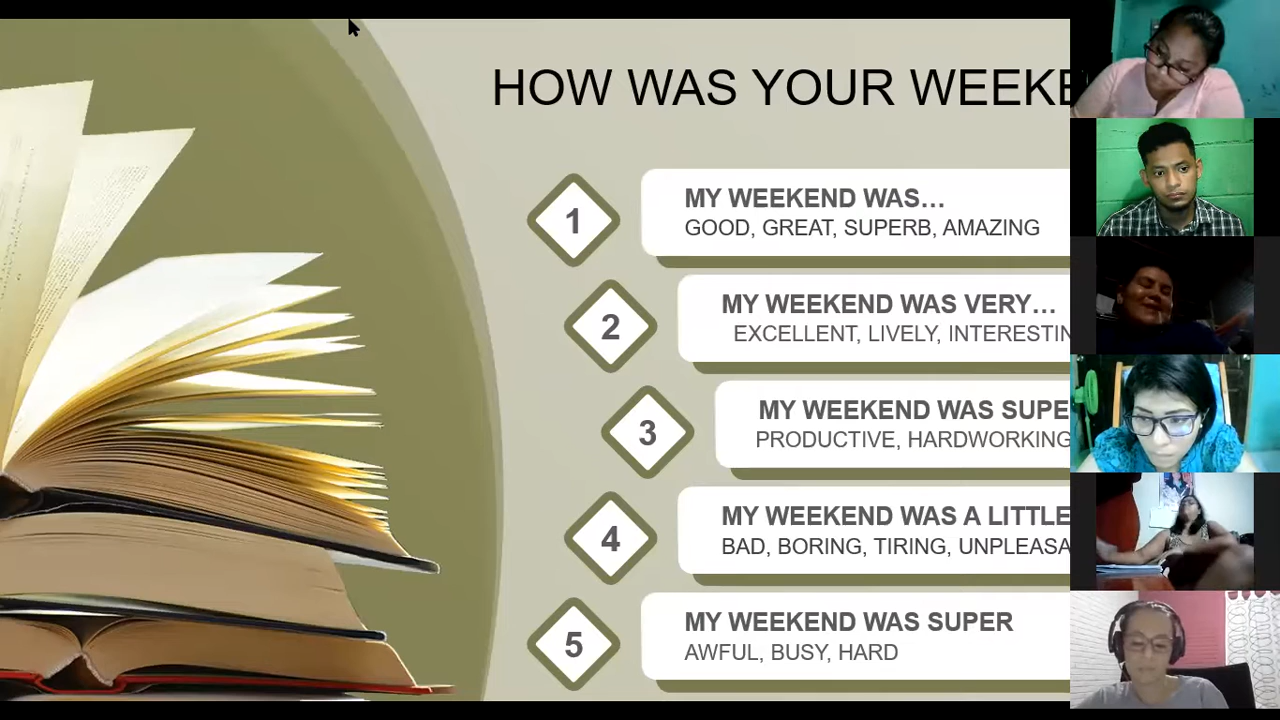 HOW WAS YOUR WEEKE
1
MY WEEKEND WAS…
GOOD, GREAT, SUPERB, AMAZING
2
MY WEEKEND WAS VERY…
EXCELLENT, LIVELY, INTERESTIN
3
MY WEEKEND WAS SUPE
PRODUCTIVE, HARDWORKING
4
MY WEEKEND WAS A LITTLE
BAD, BORING, TIRING, UNPLEASA
5
MY WEEKEND WAS SUPER
AWFUL, BUSY, HARD